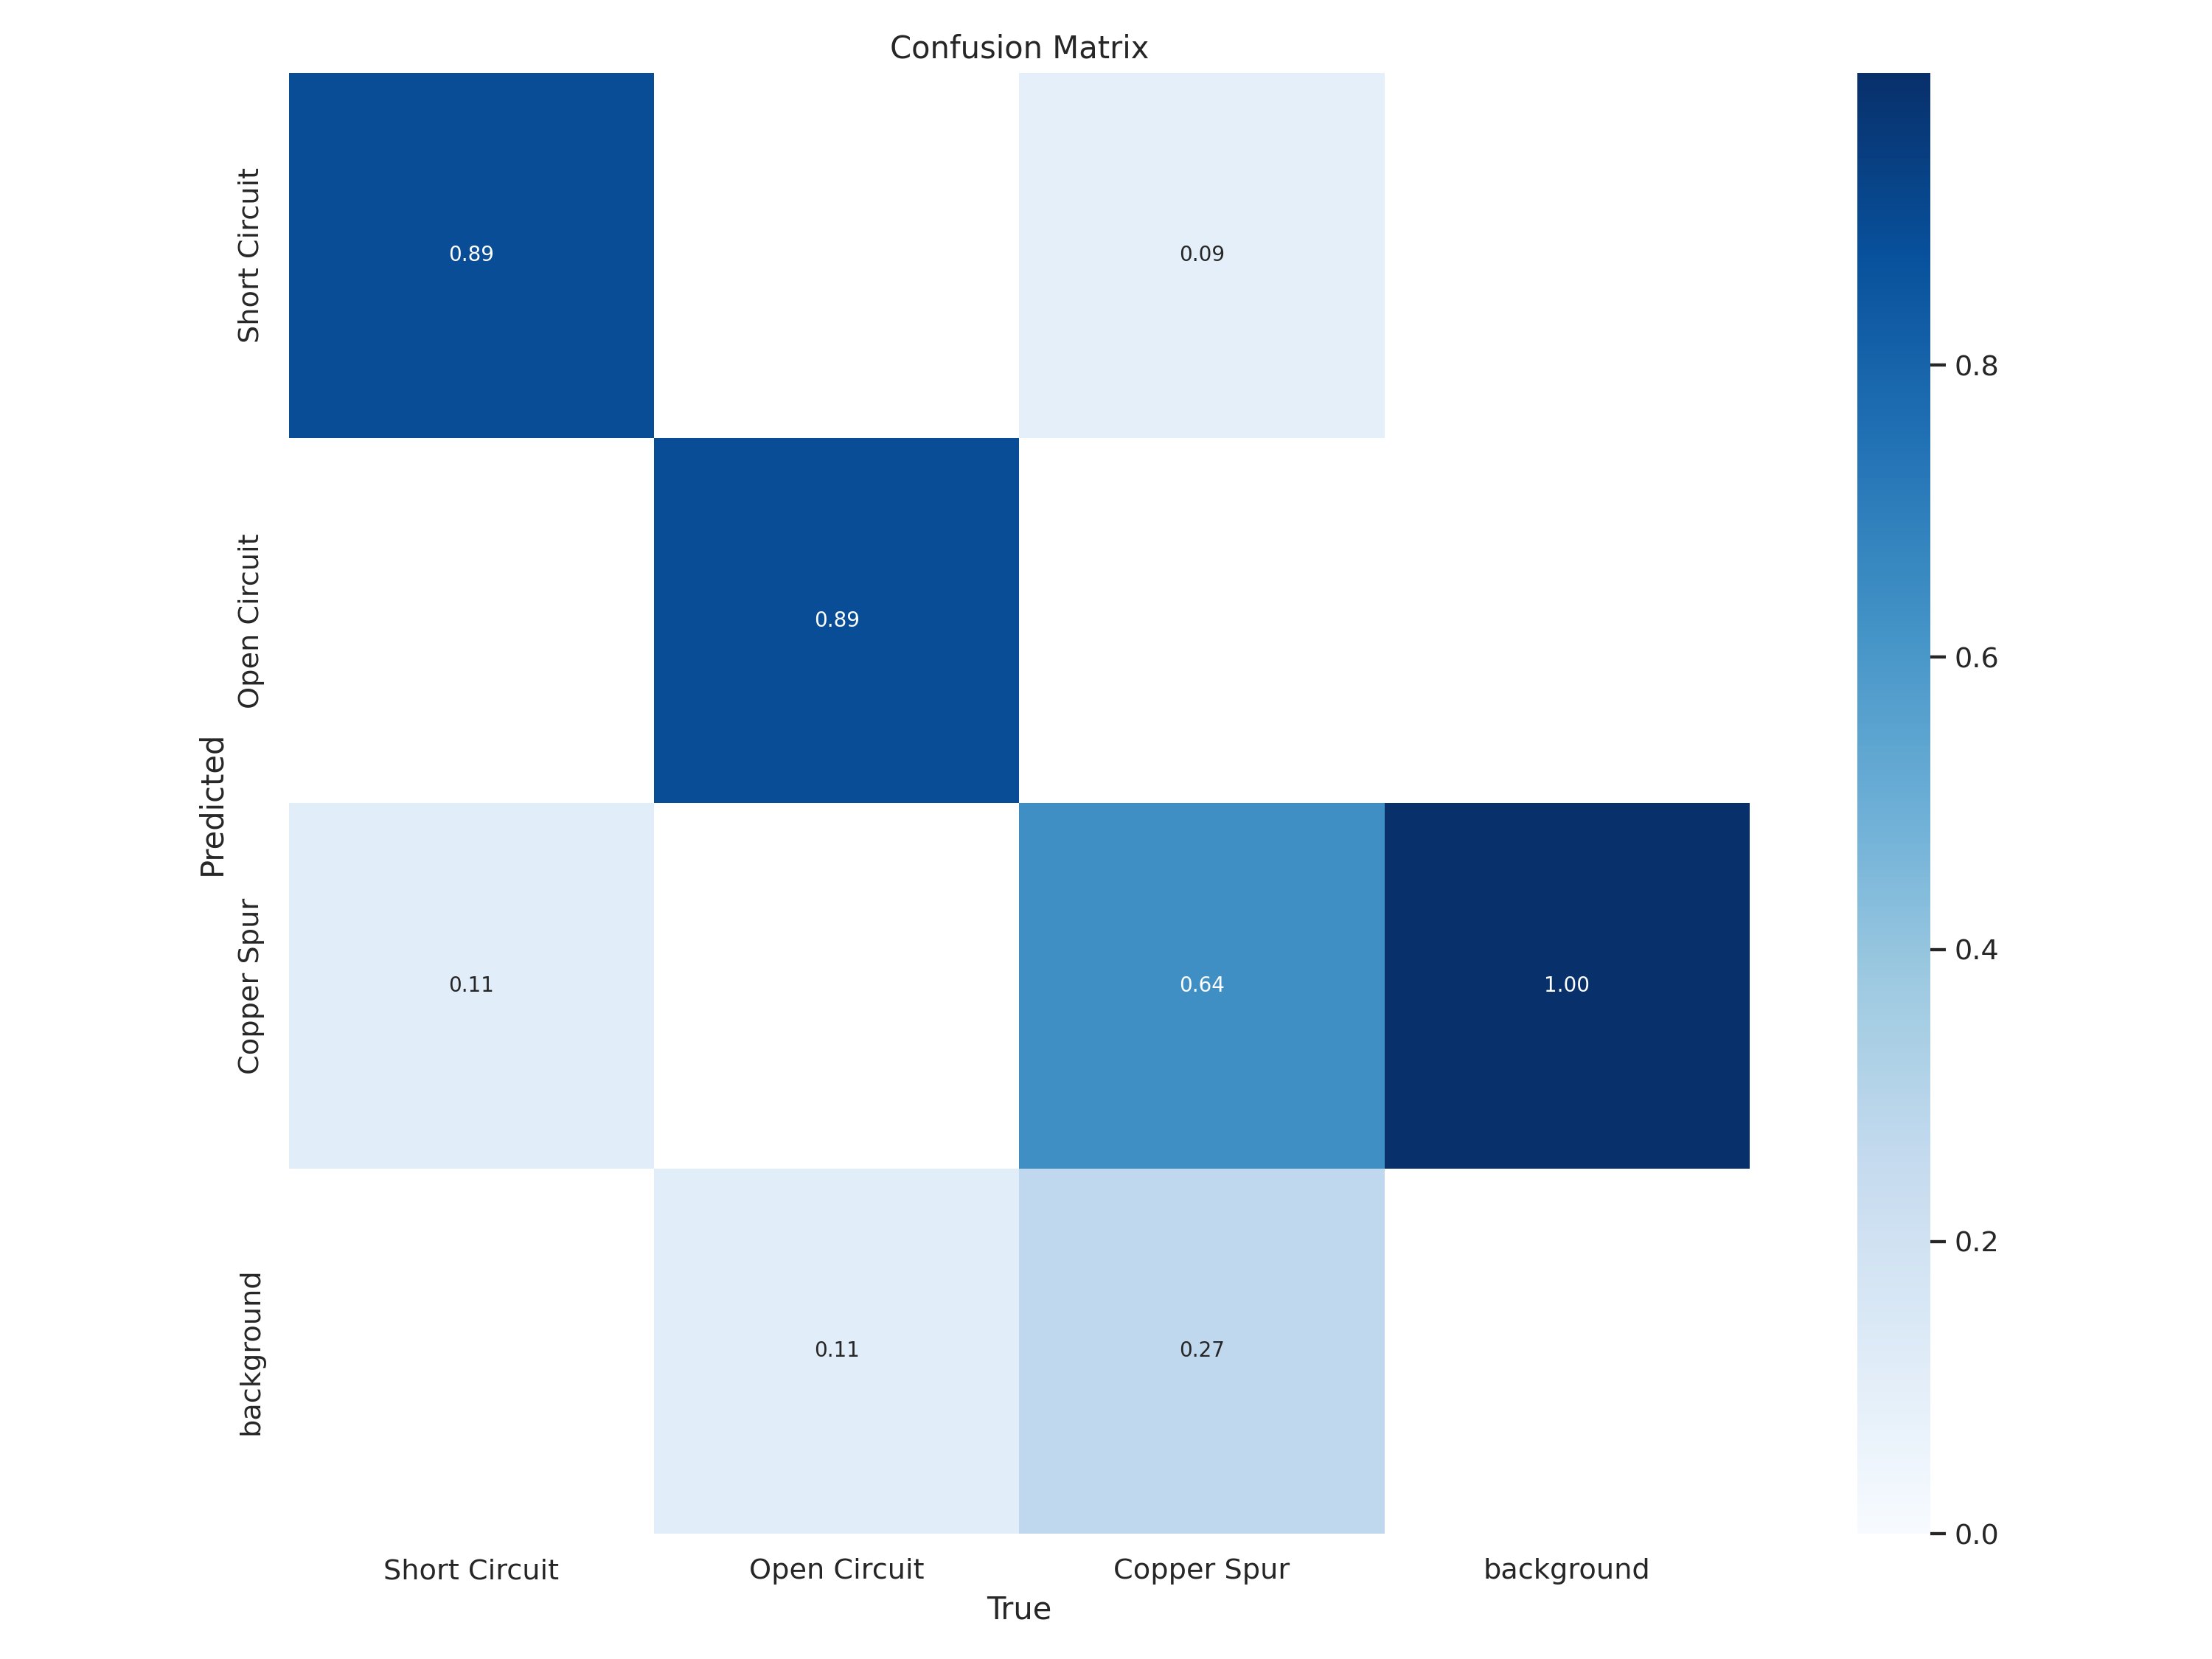 Confusion Matrix
Short Circuit
0.89
0.09
0.8
Open Circuit
0.89
0.6
Predicted
Copper Spur
0.11
0.64
1.00
0.4
background
0.11
0.27
0.2
0.0
Short Circuit
Open Circuit
Copper Spur
background
True